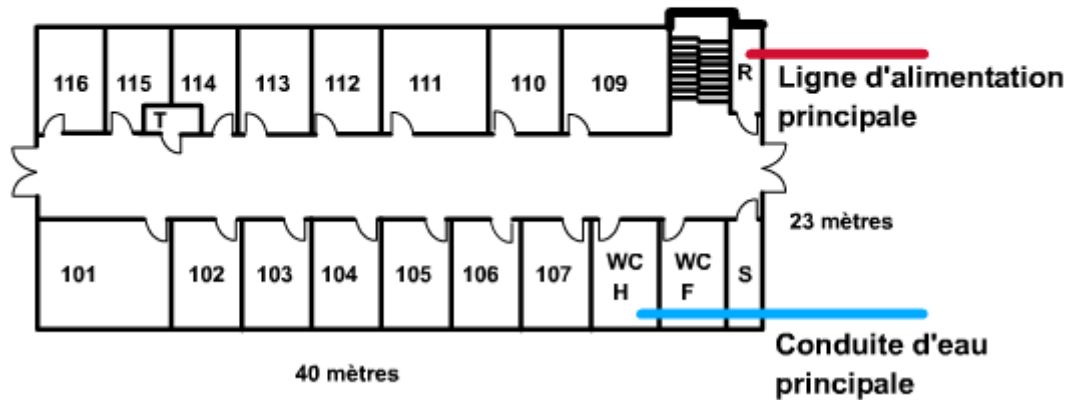 116 115 114 113 112 111 110 109 R
T
Ligne d'alimentation
principale
23 mètres
101 102 103 104 105 106 107 WC H WC F S
Conduite d'eau
principale
40 mètres